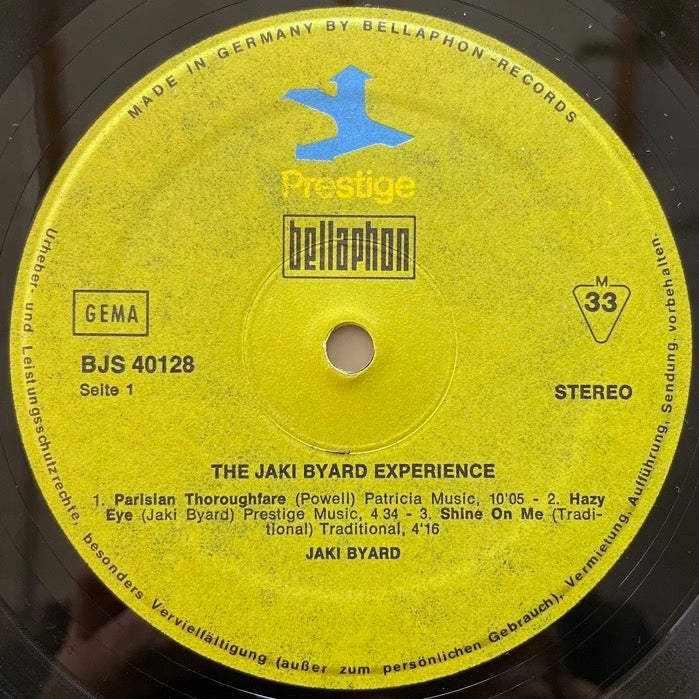 MADE IN GERMANY BY BELLAPHON-RECORDS
Prestige
bellaphon
GEMA
M
33
BJS 40128
Seite 1
STEREO
THE JAKI BYARD EXPERIENCE
1. Parisian Thoroughfare (Powell) Patricia Music, 10'05 - 2. Hazy
Eye (Jaki Byard) Prestige Music, 4 34 - 3. Shine On Me (Tradi-
tional) Traditional, 4'16
JAKI BYARD
Urheber- und Leistungsschutzrechte, besonders Vervielfältigung (außer zum persönlichen Gebrauch), Vermietung, Aufführung, Sendung, vorbehalten.